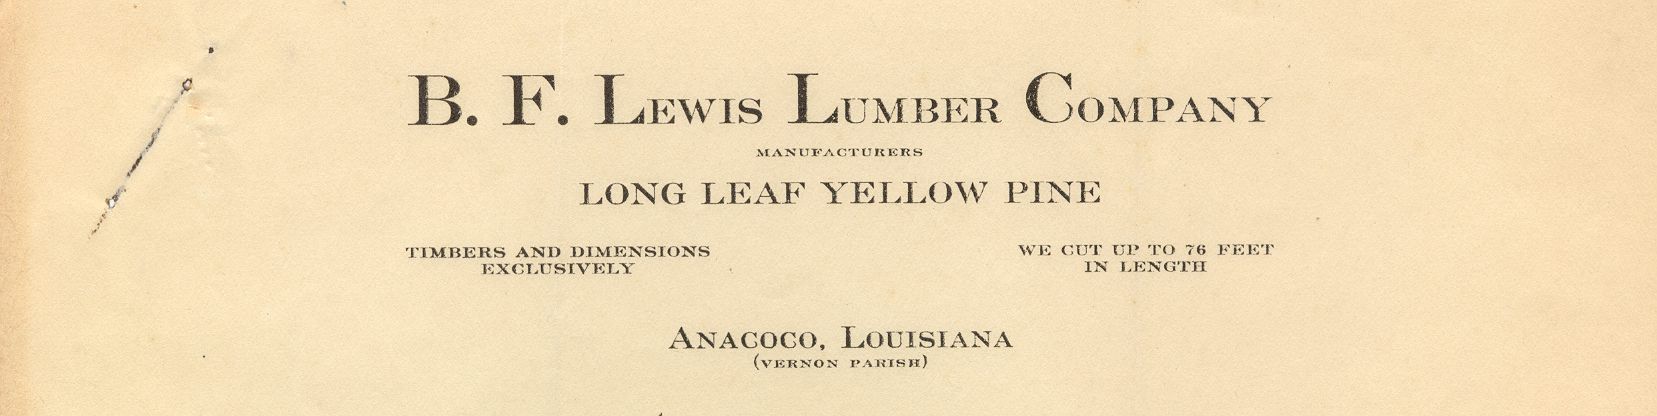 B. F. LEWIS LUMBER COMPANY
MANUFACTURERS
LONG LEAF YELLOW PINE
TIMBERS AND DIMENSIONS
EXCLUSIVELY
WE CUT UP TO 76 FEET
IN LENGTH
ANACOCO, LOUISIANA
(VERNON PARISH)